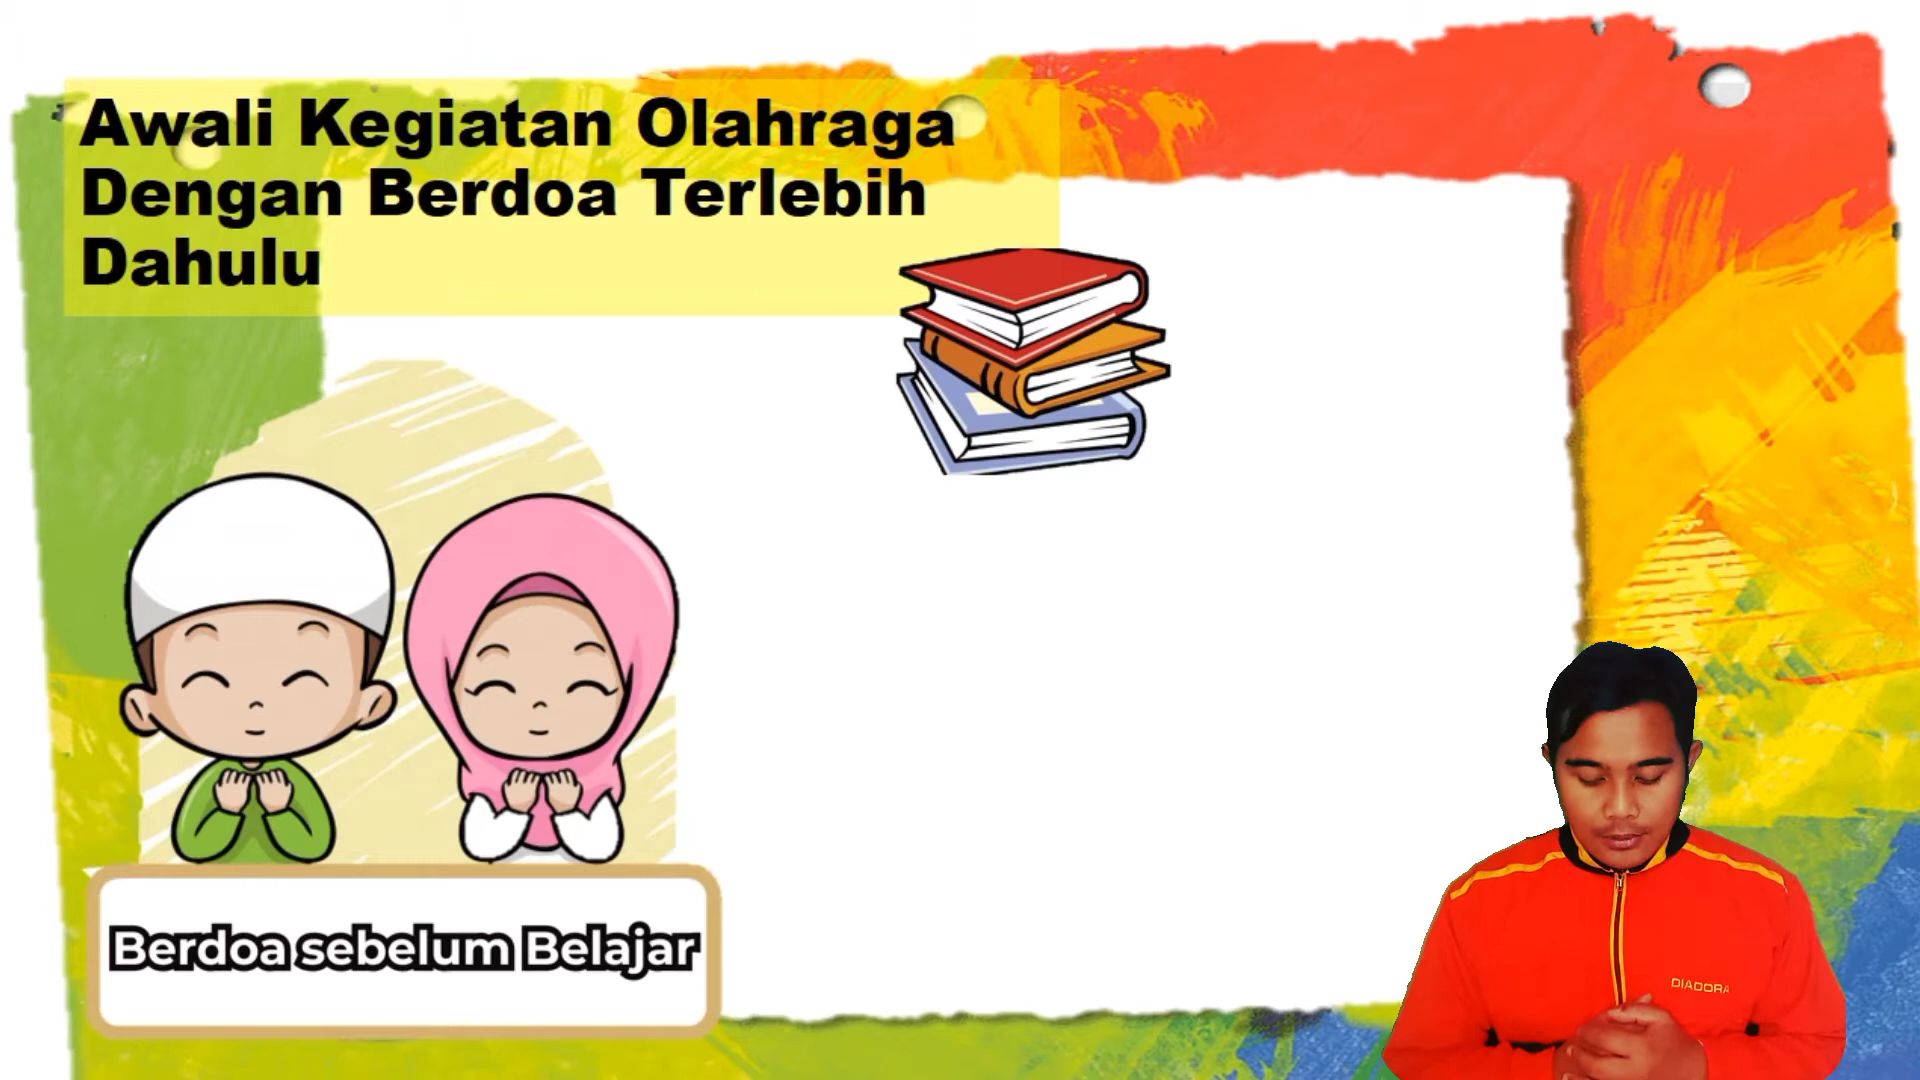 Awali Kegiatan Olahraga
Dengan Berdoa Terlebih
Dahulu
Berdoa sebelum Belajar
DIADORA